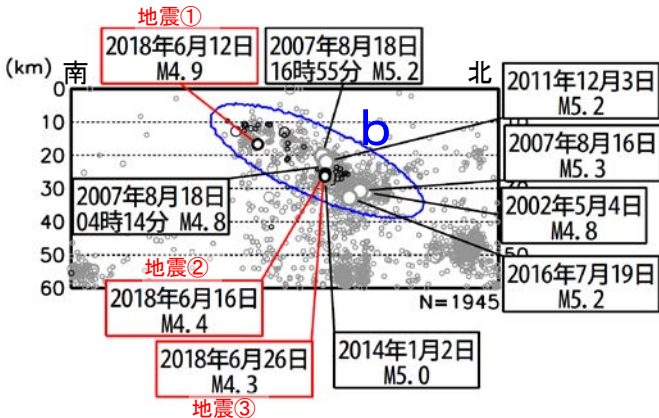 地震①
2018年6月12日
M4.9
2007年8月18日
16時55分 M5.2
(km)
南
北
2011年12月3日
M5.2
0
10
20
30
40
50
60
b
2007年8月16日
M5.3
2007年8月18日
04時14分 M4.8
2002年5月4日
M4.8
地震②
2018年6月16日
M4.4
2016年7月19日
M5.2
N=1945
2018年6月26日
M4.3
地震③
2014年1月2日
M5.0